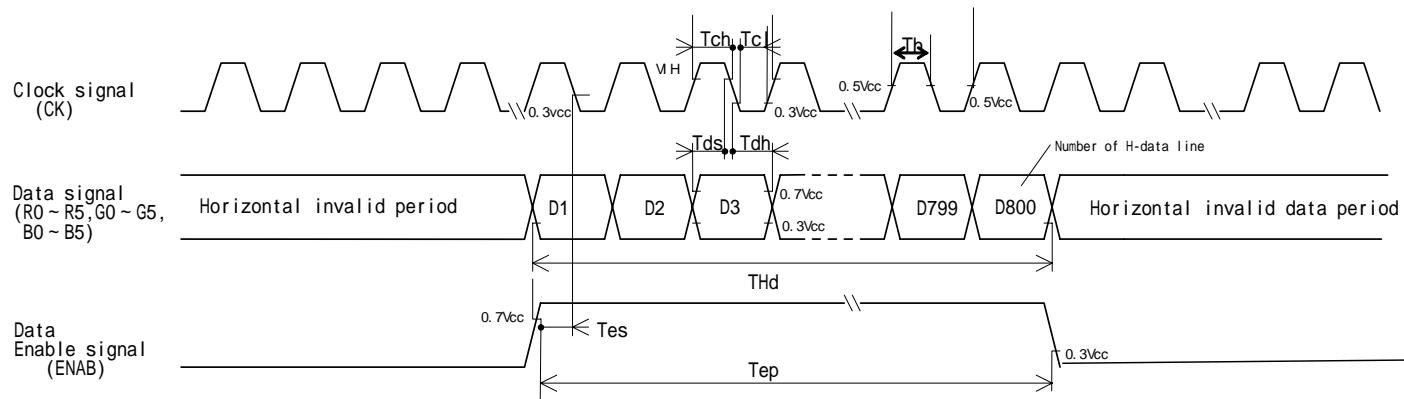 Tch Tcl Th
VIH
Clock signal
(CK)
0.3vcc 0.3Vcc 0.5Vcc 0.5Vcc
Tds Tdh
Number of H-data line
Data signal
(R0~R5,G0~G5,
B0~B5)
Horizontal invalid period D1 D2 D3 0.7Vcc 0.3Vcc D799 D800 Horizontal invalid data period
THd
0.7Vcc
Tes
Data
Enable signal
(ENAB)
0.3Vcc
Tep